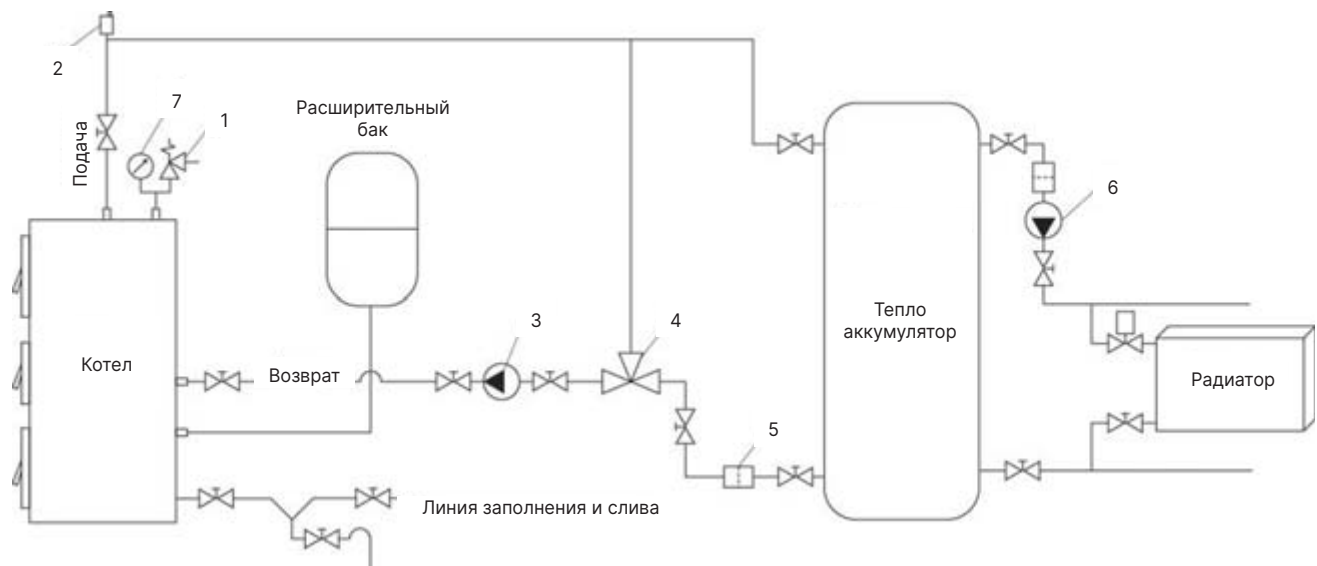 2
7
1
Подача
Расширительный
бак
6
Тепло
аккумулятор
3
4
Котел
Возврат
Радиатор
5
Линия заполнения и слива